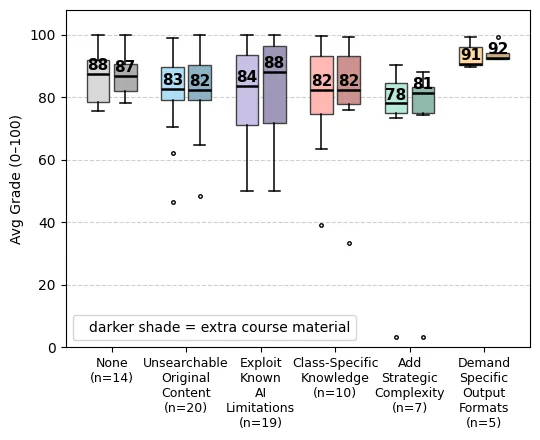 100
80
60
40
20
0
Avg Grade (0–100)
88 87
83 82
84 88
82 82
78 81
91 92
darker shade = extra course material
None
(n=14)
Unsearchable
Original
Content
(n=20)
Exploit
Known
AI
Limitations
(n=19)
Class-Specific
Knowledge
(n=10)
Add
Strategic
Complexity
(n=7)
Demand
Specific
Output
Formats
(n=5)